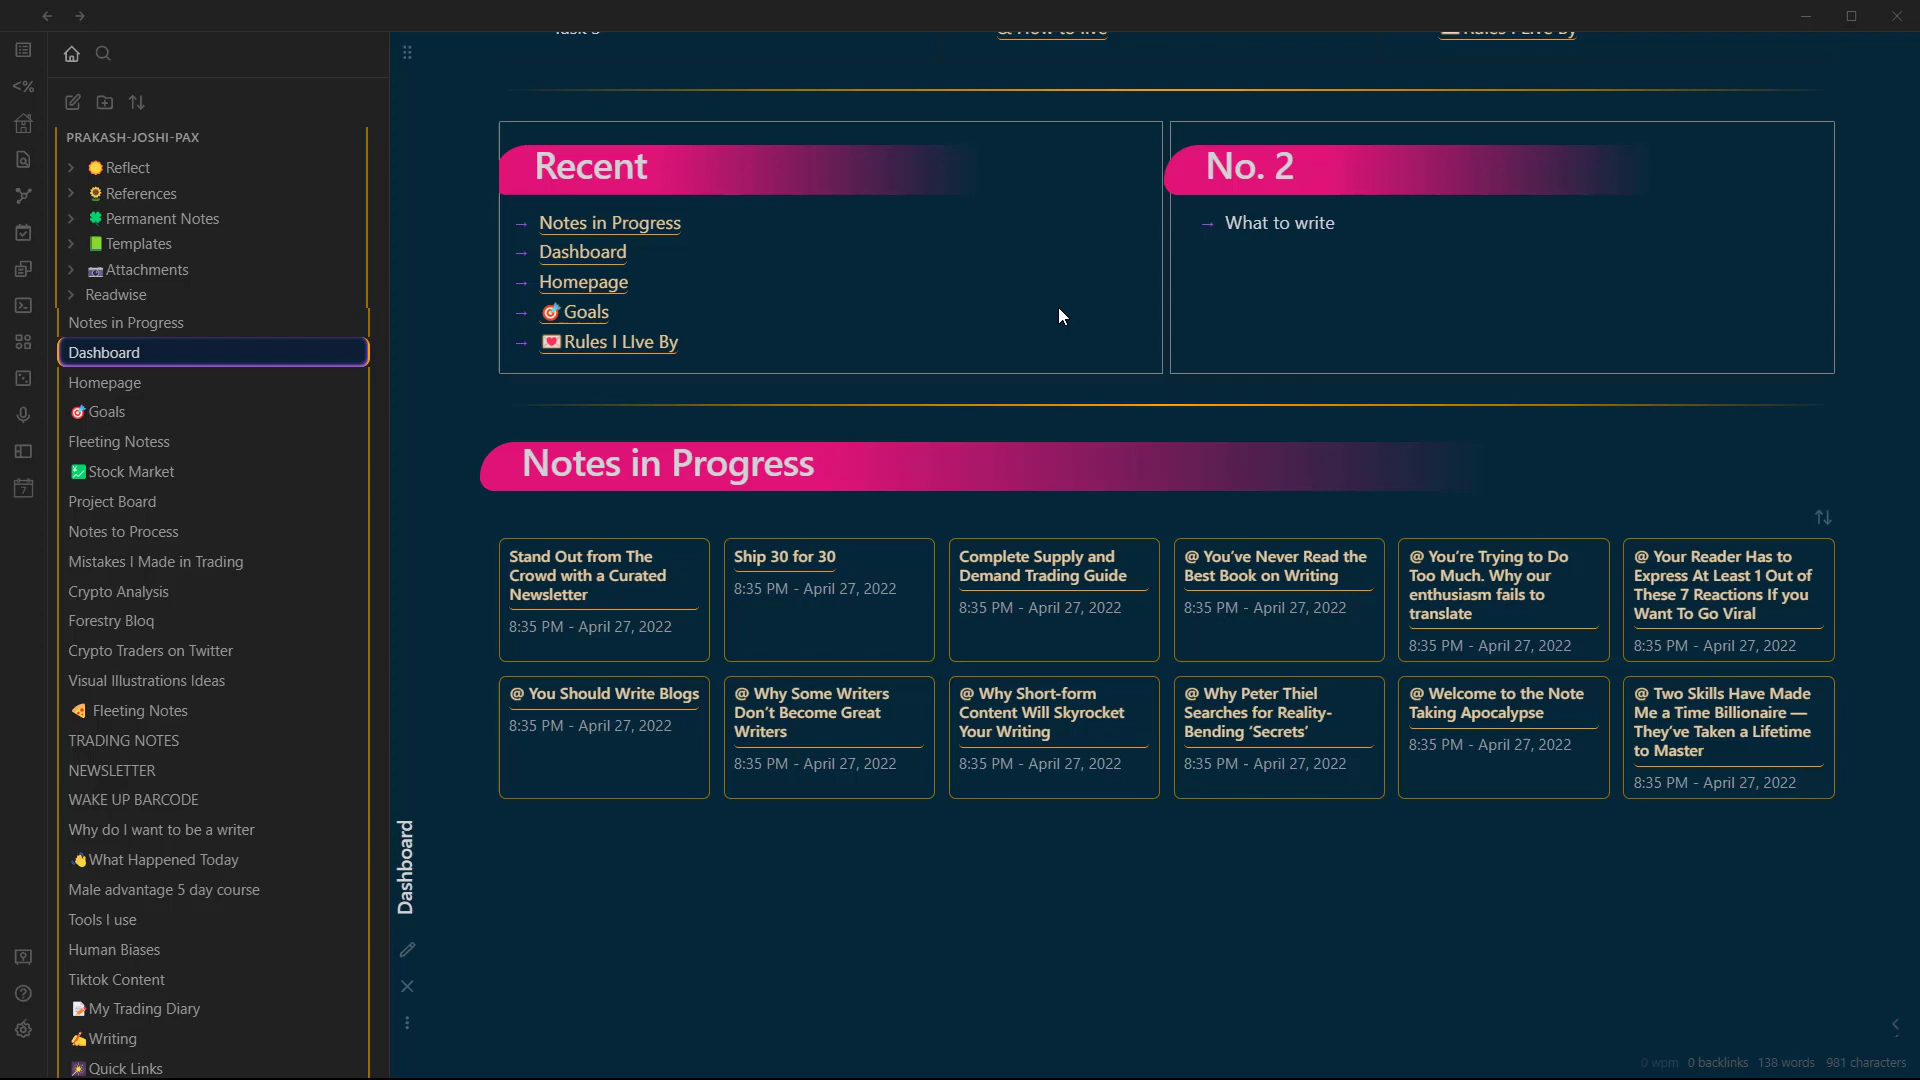 @ How to live
Rules I Live By
PRAKASH-JOSHI-PAX
Reflect
References
Permanent Notes
Templates
Attachments
Readwise
Notes in Progress
Dashboard
Homepage
Goals
Fleeting Notess
Stock Market
Project Board
Notes to Process
Mistakes I Made in Trading
Crypto Analysis
Forestry Bloq
Crypto Traders on Twitter
Visual Illustrations Ideas
Fleeting Notes
TRADING NOTES
NEWSLETTER
WAKE UP BARCODE
Why do I want to be a writer
What Happened Today
Male advantage 5 day course
Tools I use
Human Biases
Tiktok Content
My Trading Diary
Writing
Quick Links
<%
7
Dashboard
Recent
→ Notes in Progress
→ Dashboard
→ Homepage
→ Goals
→ Rules I LIve By
No. 2
→ What to write
Notes in Progress
Stand Out from The
Crowd with a Curated
Newsletter
8:35 PM - April 27, 2022
Ship 30 for 30
8:35 PM - April 27, 2022
Complete Supply and
Demand Trading Guide
8:35 PM - April 27, 2022
@ You’ve Never Read the
Best Book on Writing
8:35 PM - April 27, 2022
@ You’re Trying to Do
Too Much. Why our
enthusiasm fails to
translate
8:35 PM - April 27, 2022
@ Your Reader Has to
Express At Least 1 Out of
These 7 Reactions If you
Want To Go Viral
8:35 PM - April 27, 2022
@ You Should Write Blogs
8:35 PM - April 27, 2022
@ Why Some Writers
Don’t Become Great
Writers
8:35 PM - April 27, 2022
@ Why Short-form
Content Will Skyrocket
Your Writing
8:35 PM - April 27, 2022
@ Why Peter Thiel
Searches for Reality-
Bending ‘Secrets’
8:35 PM - April 27, 2022
@ Welcome to the Note
Taking Apocalypse
8:35 PM - April 27, 2022
@ Two Skills Have Made
Me a Time Billionaire —
They’ve Taken a Lifetime
to Master
8:35 PM - April 27, 2022
0 wpm 0 backlinks 138 words 981 characters